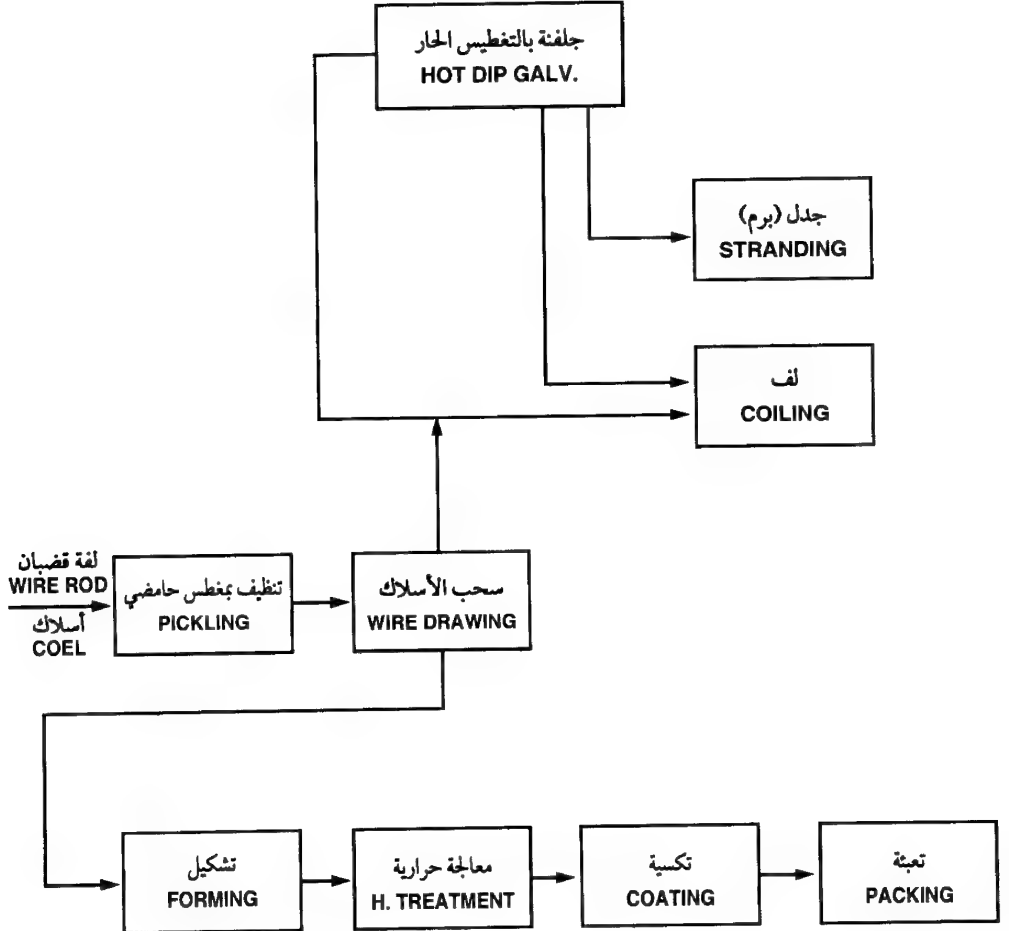 جلفنة بالتغطيس الحار
HOT DIP GALV.
جدل (برم)
STRANDING
لف
COILING
لفة قضبان
WIRE ROD
أسلاك
COEL
تنظيف بمغطس حامضي
PICKLING
سحب الأسلاك
WIRE DRAWING
تشكيل
FORMING
معالجة حرارية
H. TREATMENT
تكسية
COATING
تعبئة
PACKING